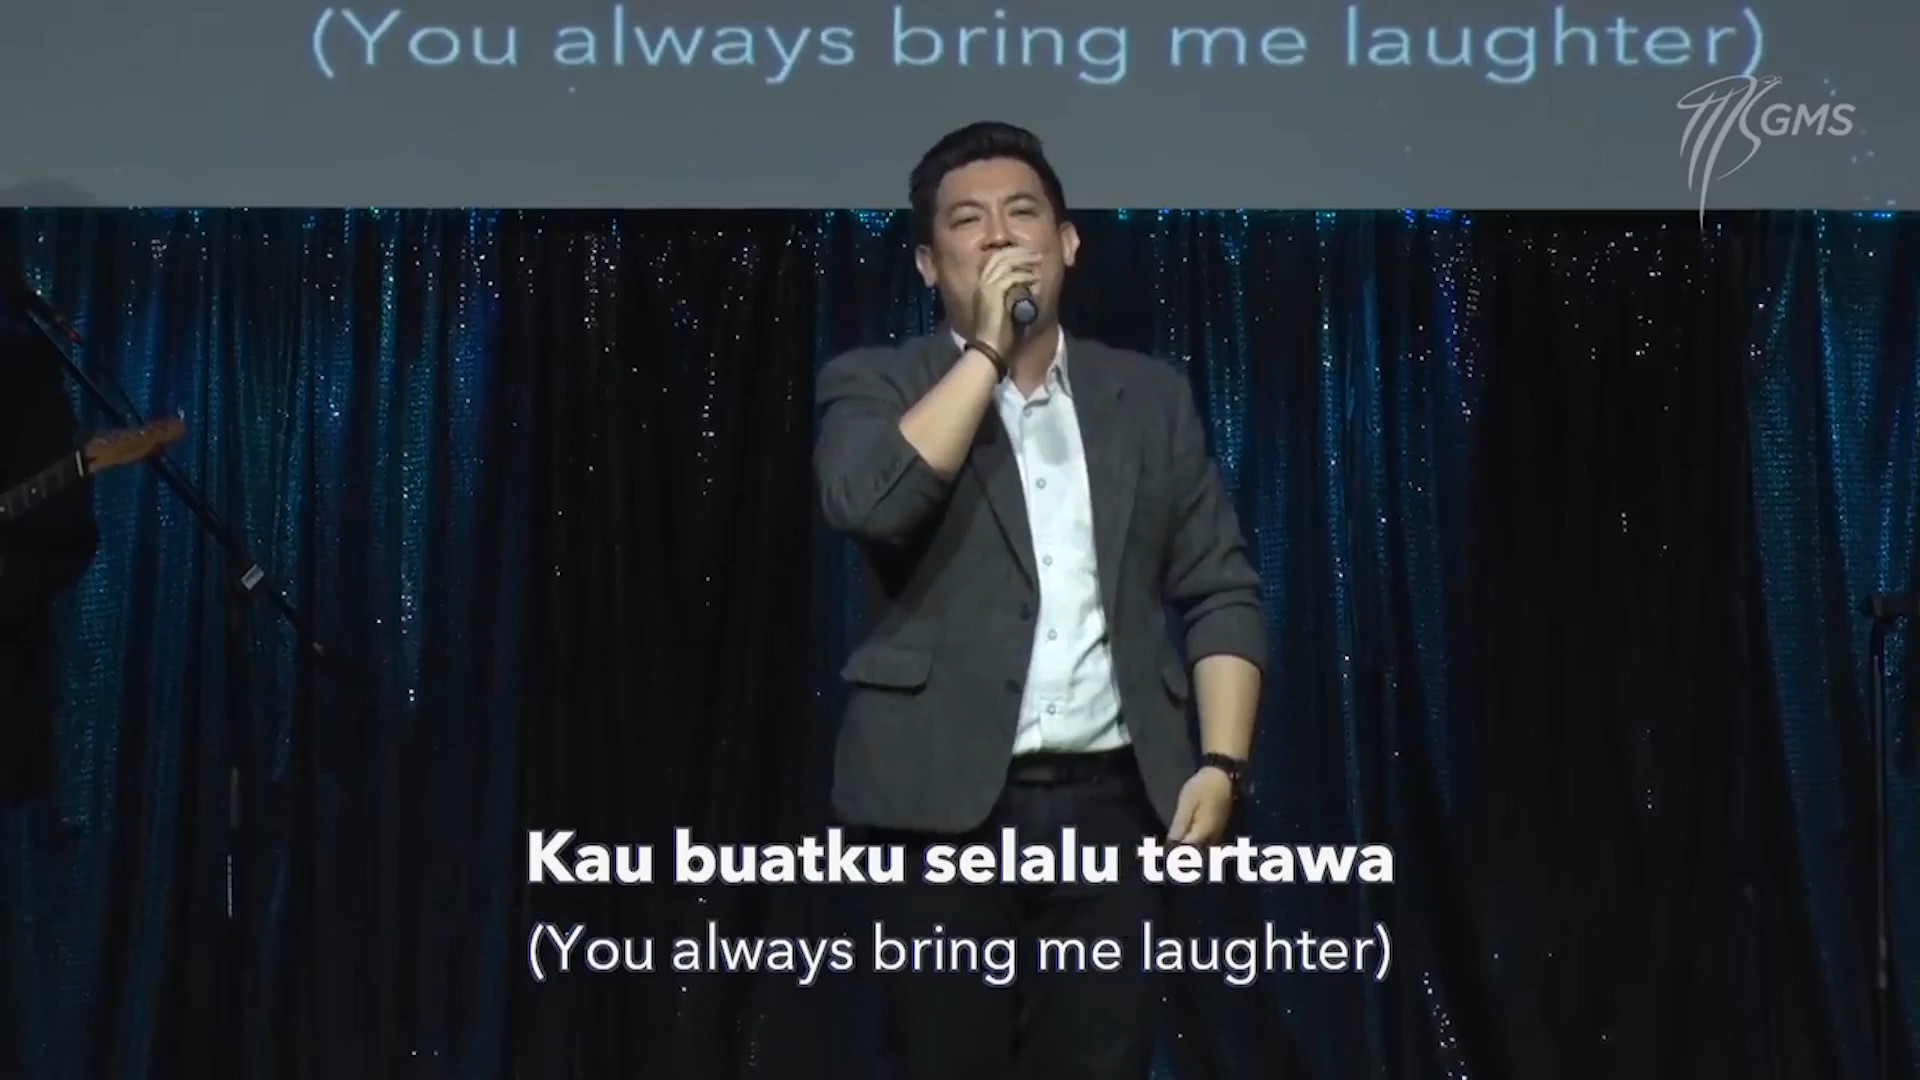 (You always bring me laughter)
GMS
Kau buatku selalu tertawa
(You always bring me laughter)